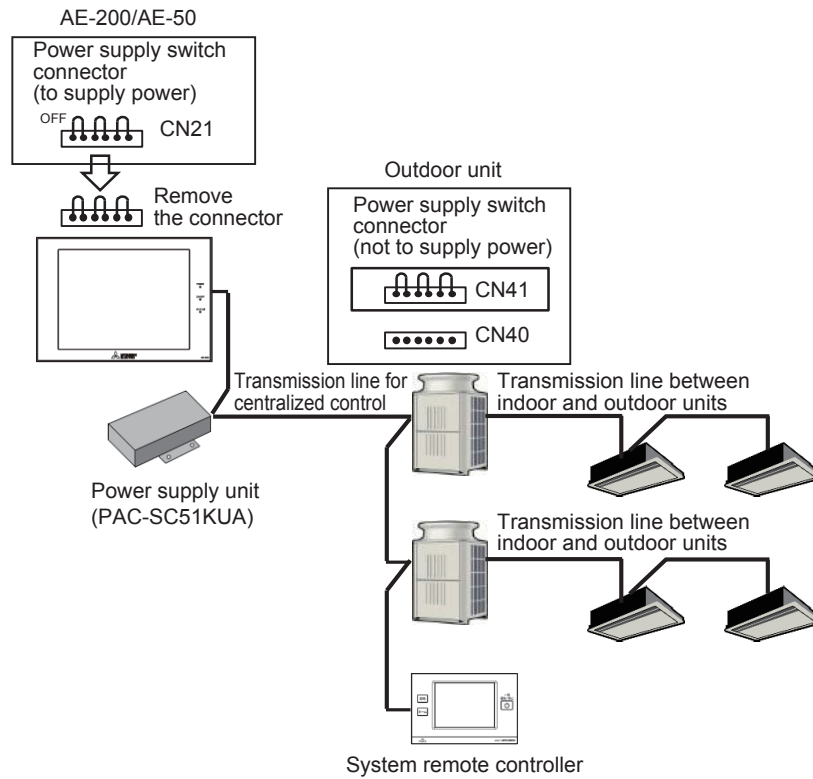 AE-200/AE-50
Power supply switch
connector
(to supply power)
OFF
CN21
Remove
the connector
Outdoor unit
Power supply switch
connector
(not to supply power)
CN41
CN40
Transmission line for
centralized control
Transmission line between
indoor and outdoor units
Power supply unit
(PAC-SC51KUA)
Transmission line between
indoor and outdoor units
System remote controller